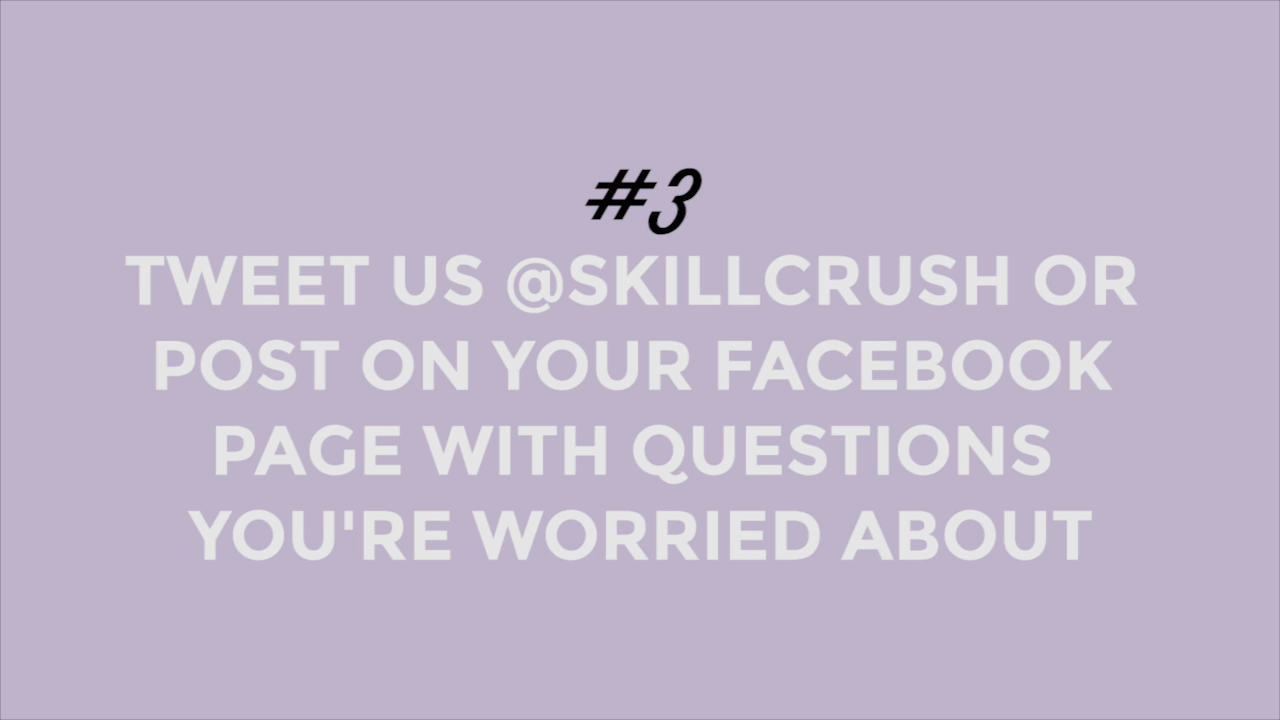 #3
TWEET US @SKILLCRUSH OR
POST ON YOUR FACEBOOK
PAGE WITH QUESTIONS
YOU'RE WORRIED ABOUT